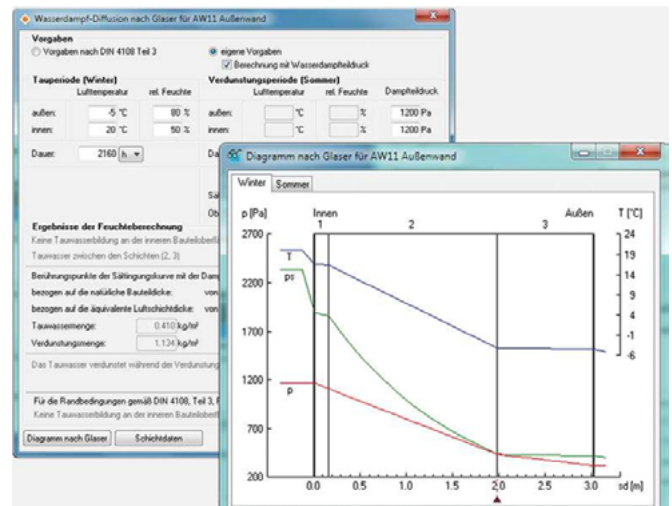 Wasserdampf-Diffusion nach Glaser für AW11 Außenwand
Vorgaben
Vorgaben nach DIN 4108 Teil 3
eigene Vorgaben
Berechnung mit Wasserdampfteildruck
Tauperiode (Winter)
Verdunstungsperiode (Sommer)
Lufttemperatur rel. Feuchte Lufttemperatur rel. Feuchte Dampfteildruck
außen: -5 °C 80 % außen: °C % 1200 Pa
innen: 20 °C 50 % innen: °C % 1200 Pa
Dauer: 2160 h
Ergebnisse der Feuchteberechnung
Keine Tauwasserbildung an der inneren
Tauwasser zwischen den Schichten (2, 3)
Berührungspunkte der Sättingungskurve mit der
bezogen auf die natürliche Bauteildicke:
bezogen auf die äquivalente Luftschichtdicke:
Tauwassermenge: 0.410 kg/m²
Verdunstungsmenge: 1.134 kg/m²
Das Tauwasser verdunstet während der
Für die Randbedingungen gemäß DIN 4108, Teil 3,
Keine Tauwasserbildung an der inneren
Diagramm nach Glaser
Schichtdaten
Diagramm nach Glaser für AW11 Außenwand
Winter Sommer
p [Pa] Innen Außen T [°C]
1 2 3
2700 24
19
T
ps
2200 14
9
1700 4
-1
-6
1200
p
700
200
0.0 0.5 1.0 1.5 2.0 2.5 3.0 sd [m]